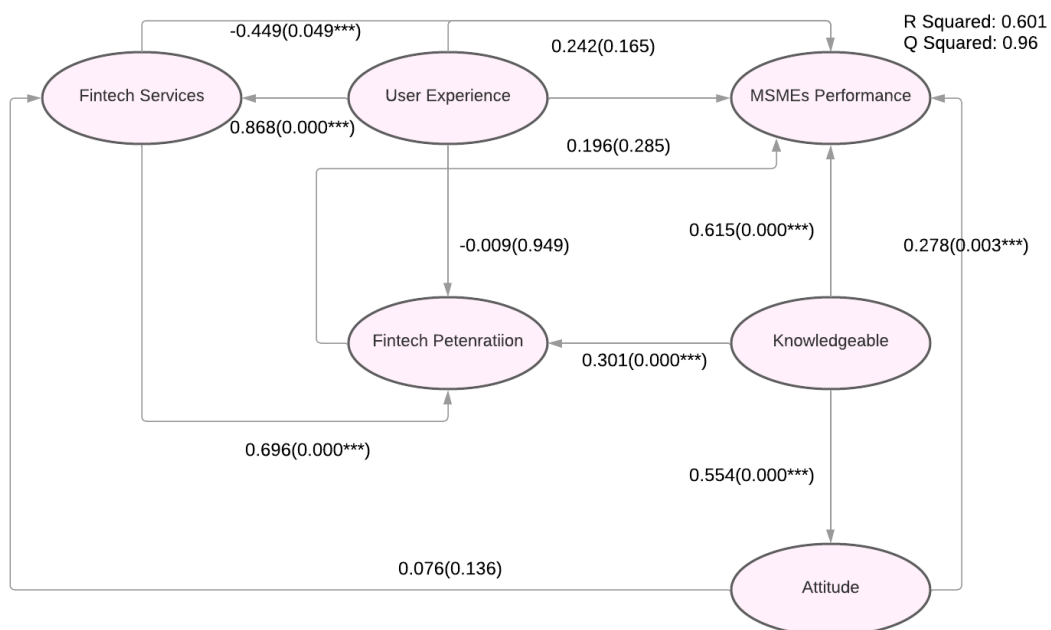 R Squared: 0.601
-0.449(0.049***)
0.242(0.165)
Q Squared: 0.96
Fintech Services
User Experience
MSMEs Performance
0.868(0.000***)
0.196(0.285)
0.615(0.000***)
-0.009(0.949)
0.278(0.003***)
Fintech Petenratiion
Knowledgeable
0.301(0.000***)
0.696(0.000***)
0.554(0.000***)
0.076(0.136)
Attitude